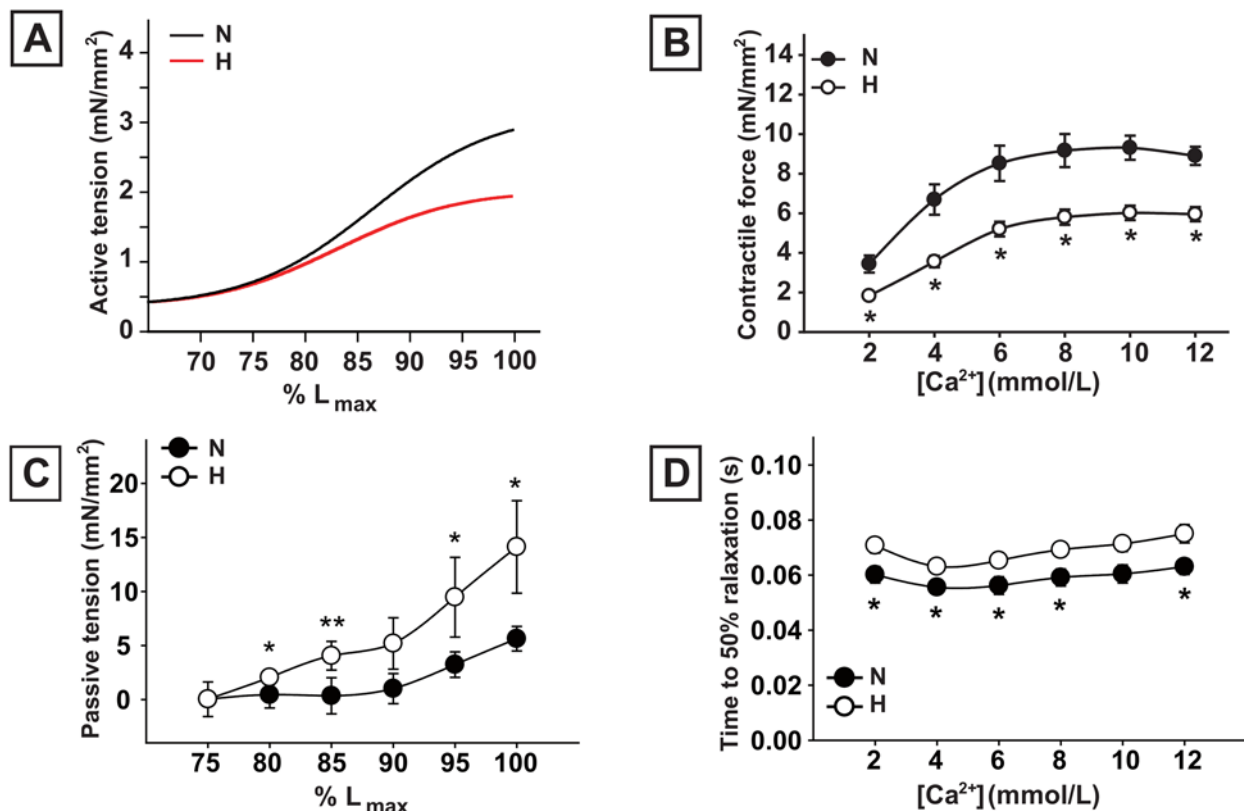 A
N
H
Active tension (mN/mm²)
4
3
2
1
0
70 75 80 85 90 95 100
% Lmax
B
N
H
Contractile force (mN/mm²)
14
12
10
8
6
4
2
0
* * * * * *
2 4 6 8 10 12
[Ca²⁺] (mmol/L)
C
N
H
Passive tension (mN/mm²)
20
15
10
5
0
* ** * *
75 80 85 90 95 100
% Lmax
D
Time to 50% ralaxation (s)
0.10
0.08
0.06
0.04
0.02
0.00
* * * * *
N
H
2 4 6 8 10 12
[Ca²⁺] (mmol/L)